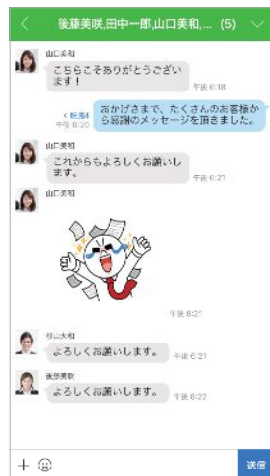 後藤美咲,田中一郎,山口美和,... (5)
山口美和
こちらこそありがとうござい
ます！
午後 6:18
おかげさまで、たくさんのお客様か
ら感謝のメッセージを頂きました。
既読4
午後 6:20
山口美和
これからもよろしくお願いし
ます。
午後 6:21
山口美和
午後 6:21
杉山大和
よろしくお願いします。
午後 6:21
後藤美咲
よろしくお願いします。
午後 6:22
送信